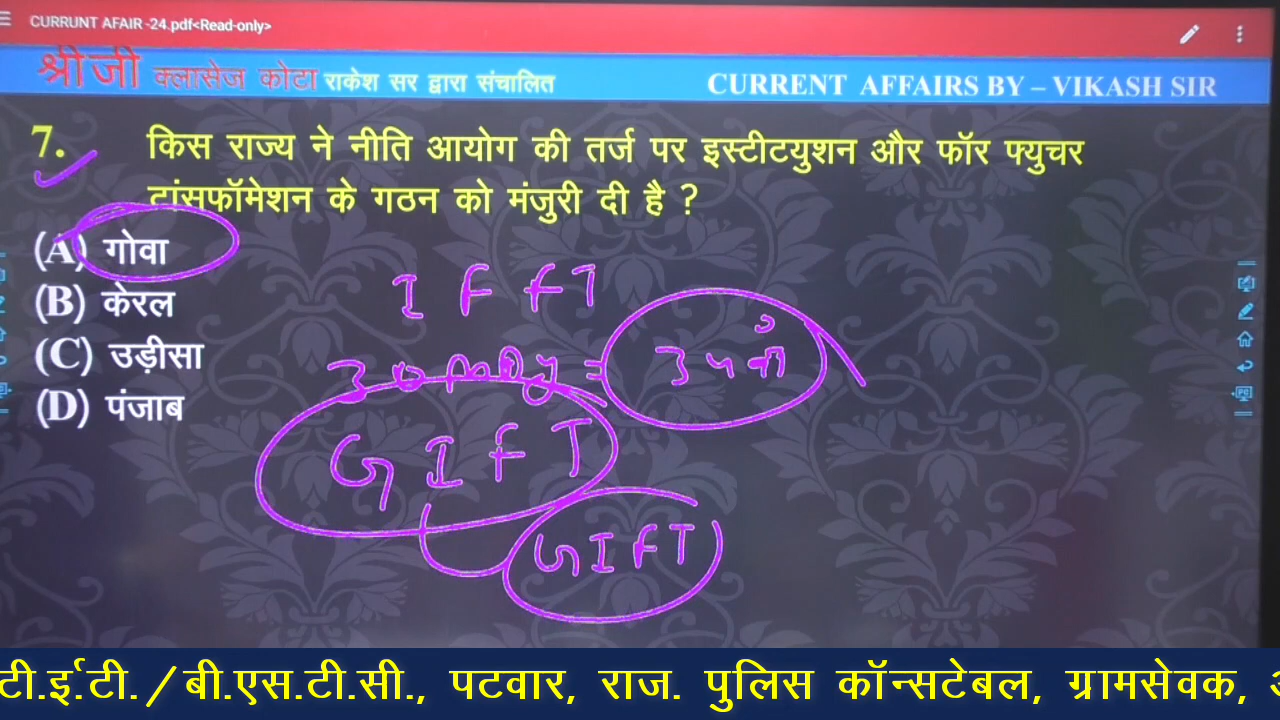 CURRUNT AFAIR -24.pdf<Read-only>
श्रीजी क्लासेज कोटा राकेश सर द्वारा संचालित CURRENT AFFAIRS BY – VIKASH SIR
7. किस राज्य ने नीति आयोग की तर्ज पर इस्टीटयुशन और फॉर फ्युचर
टांसफॉमेशन के गठन को मंजुरी दी है ?
(A) गोवा
(B) केरल
(C) उड़ीसा
(D) पंजाब
I F F T
GIFT
GIFT
टी.ई.टी./बी.एस.टी.सी., पटवार, राज. पुलिस कॉन्सटेबल, ग्रामसेवक,